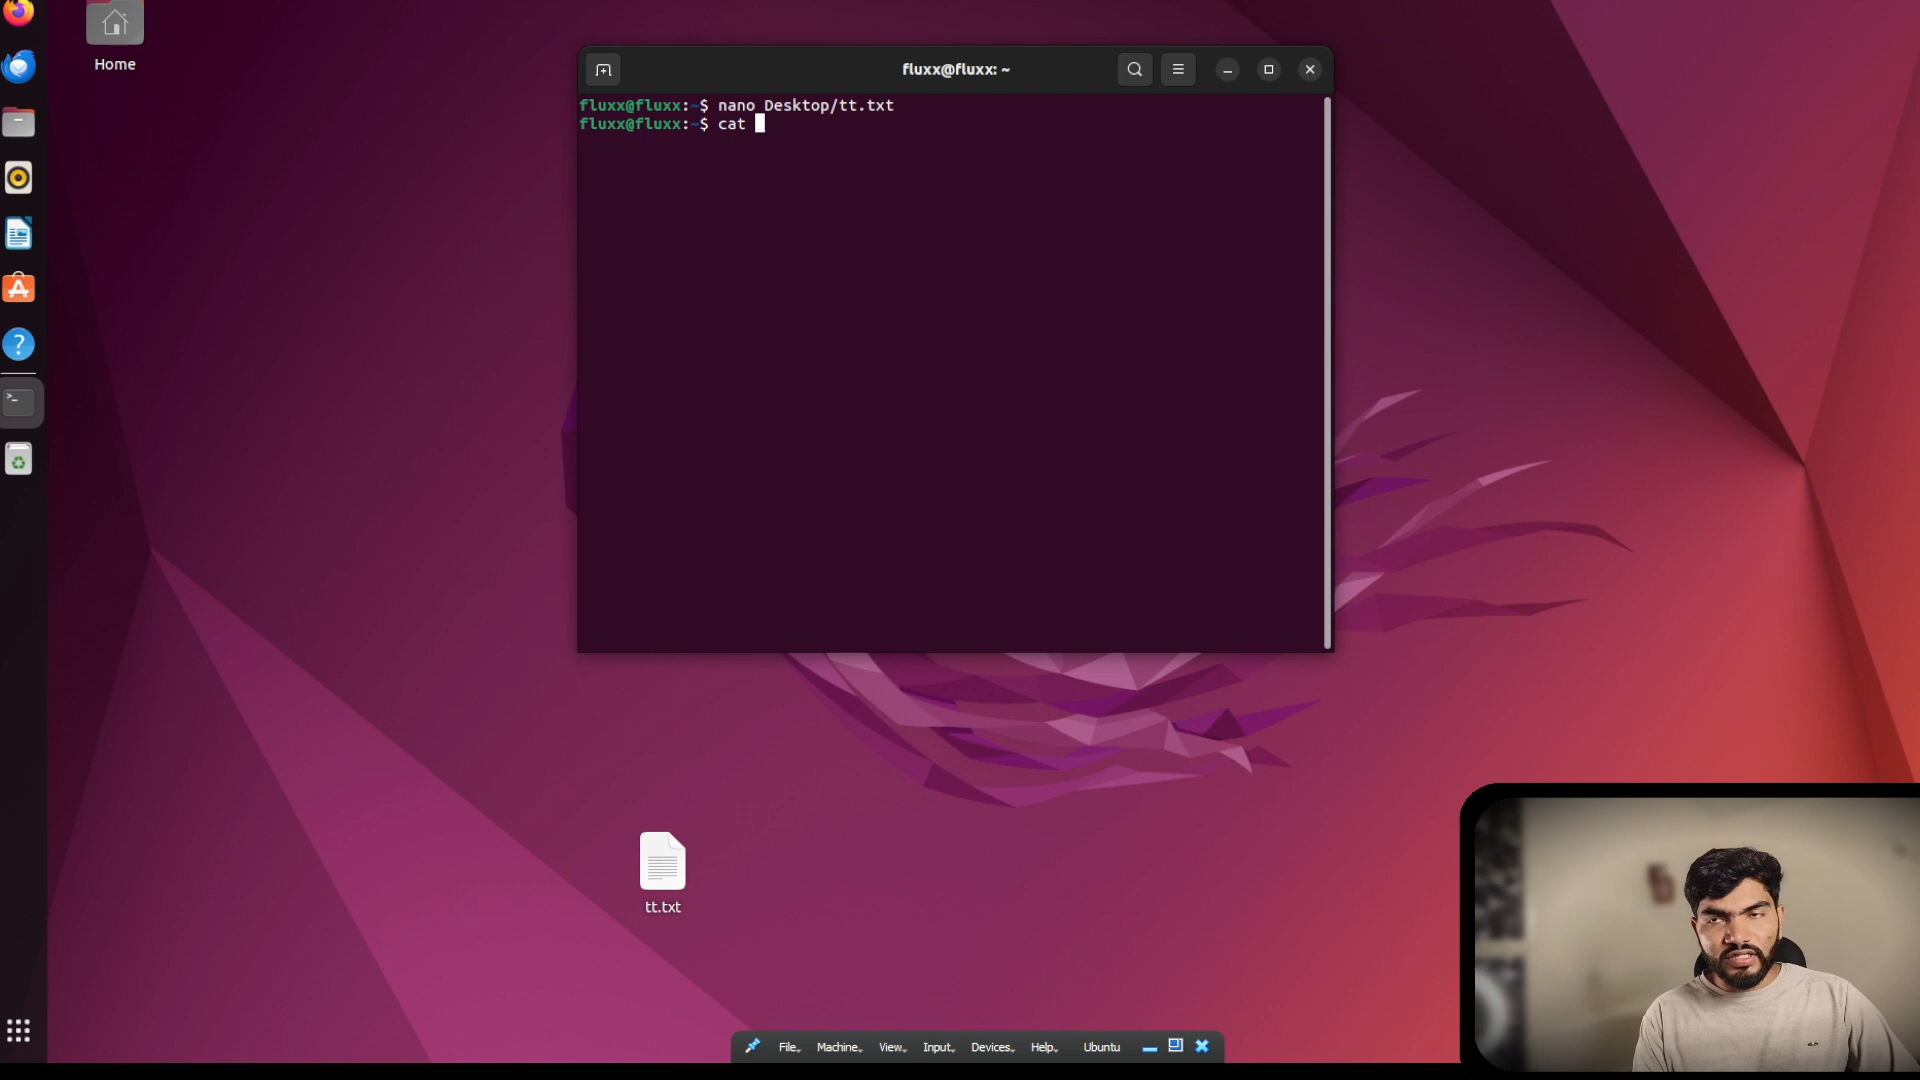 Home
fluxx@fluxx: ~
fluxx@fluxx:~$ nano Desktop/tt.txt
fluxx@fluxx:~$ cat
tt.txt
File Machine View Input Devices Help Ubuntu